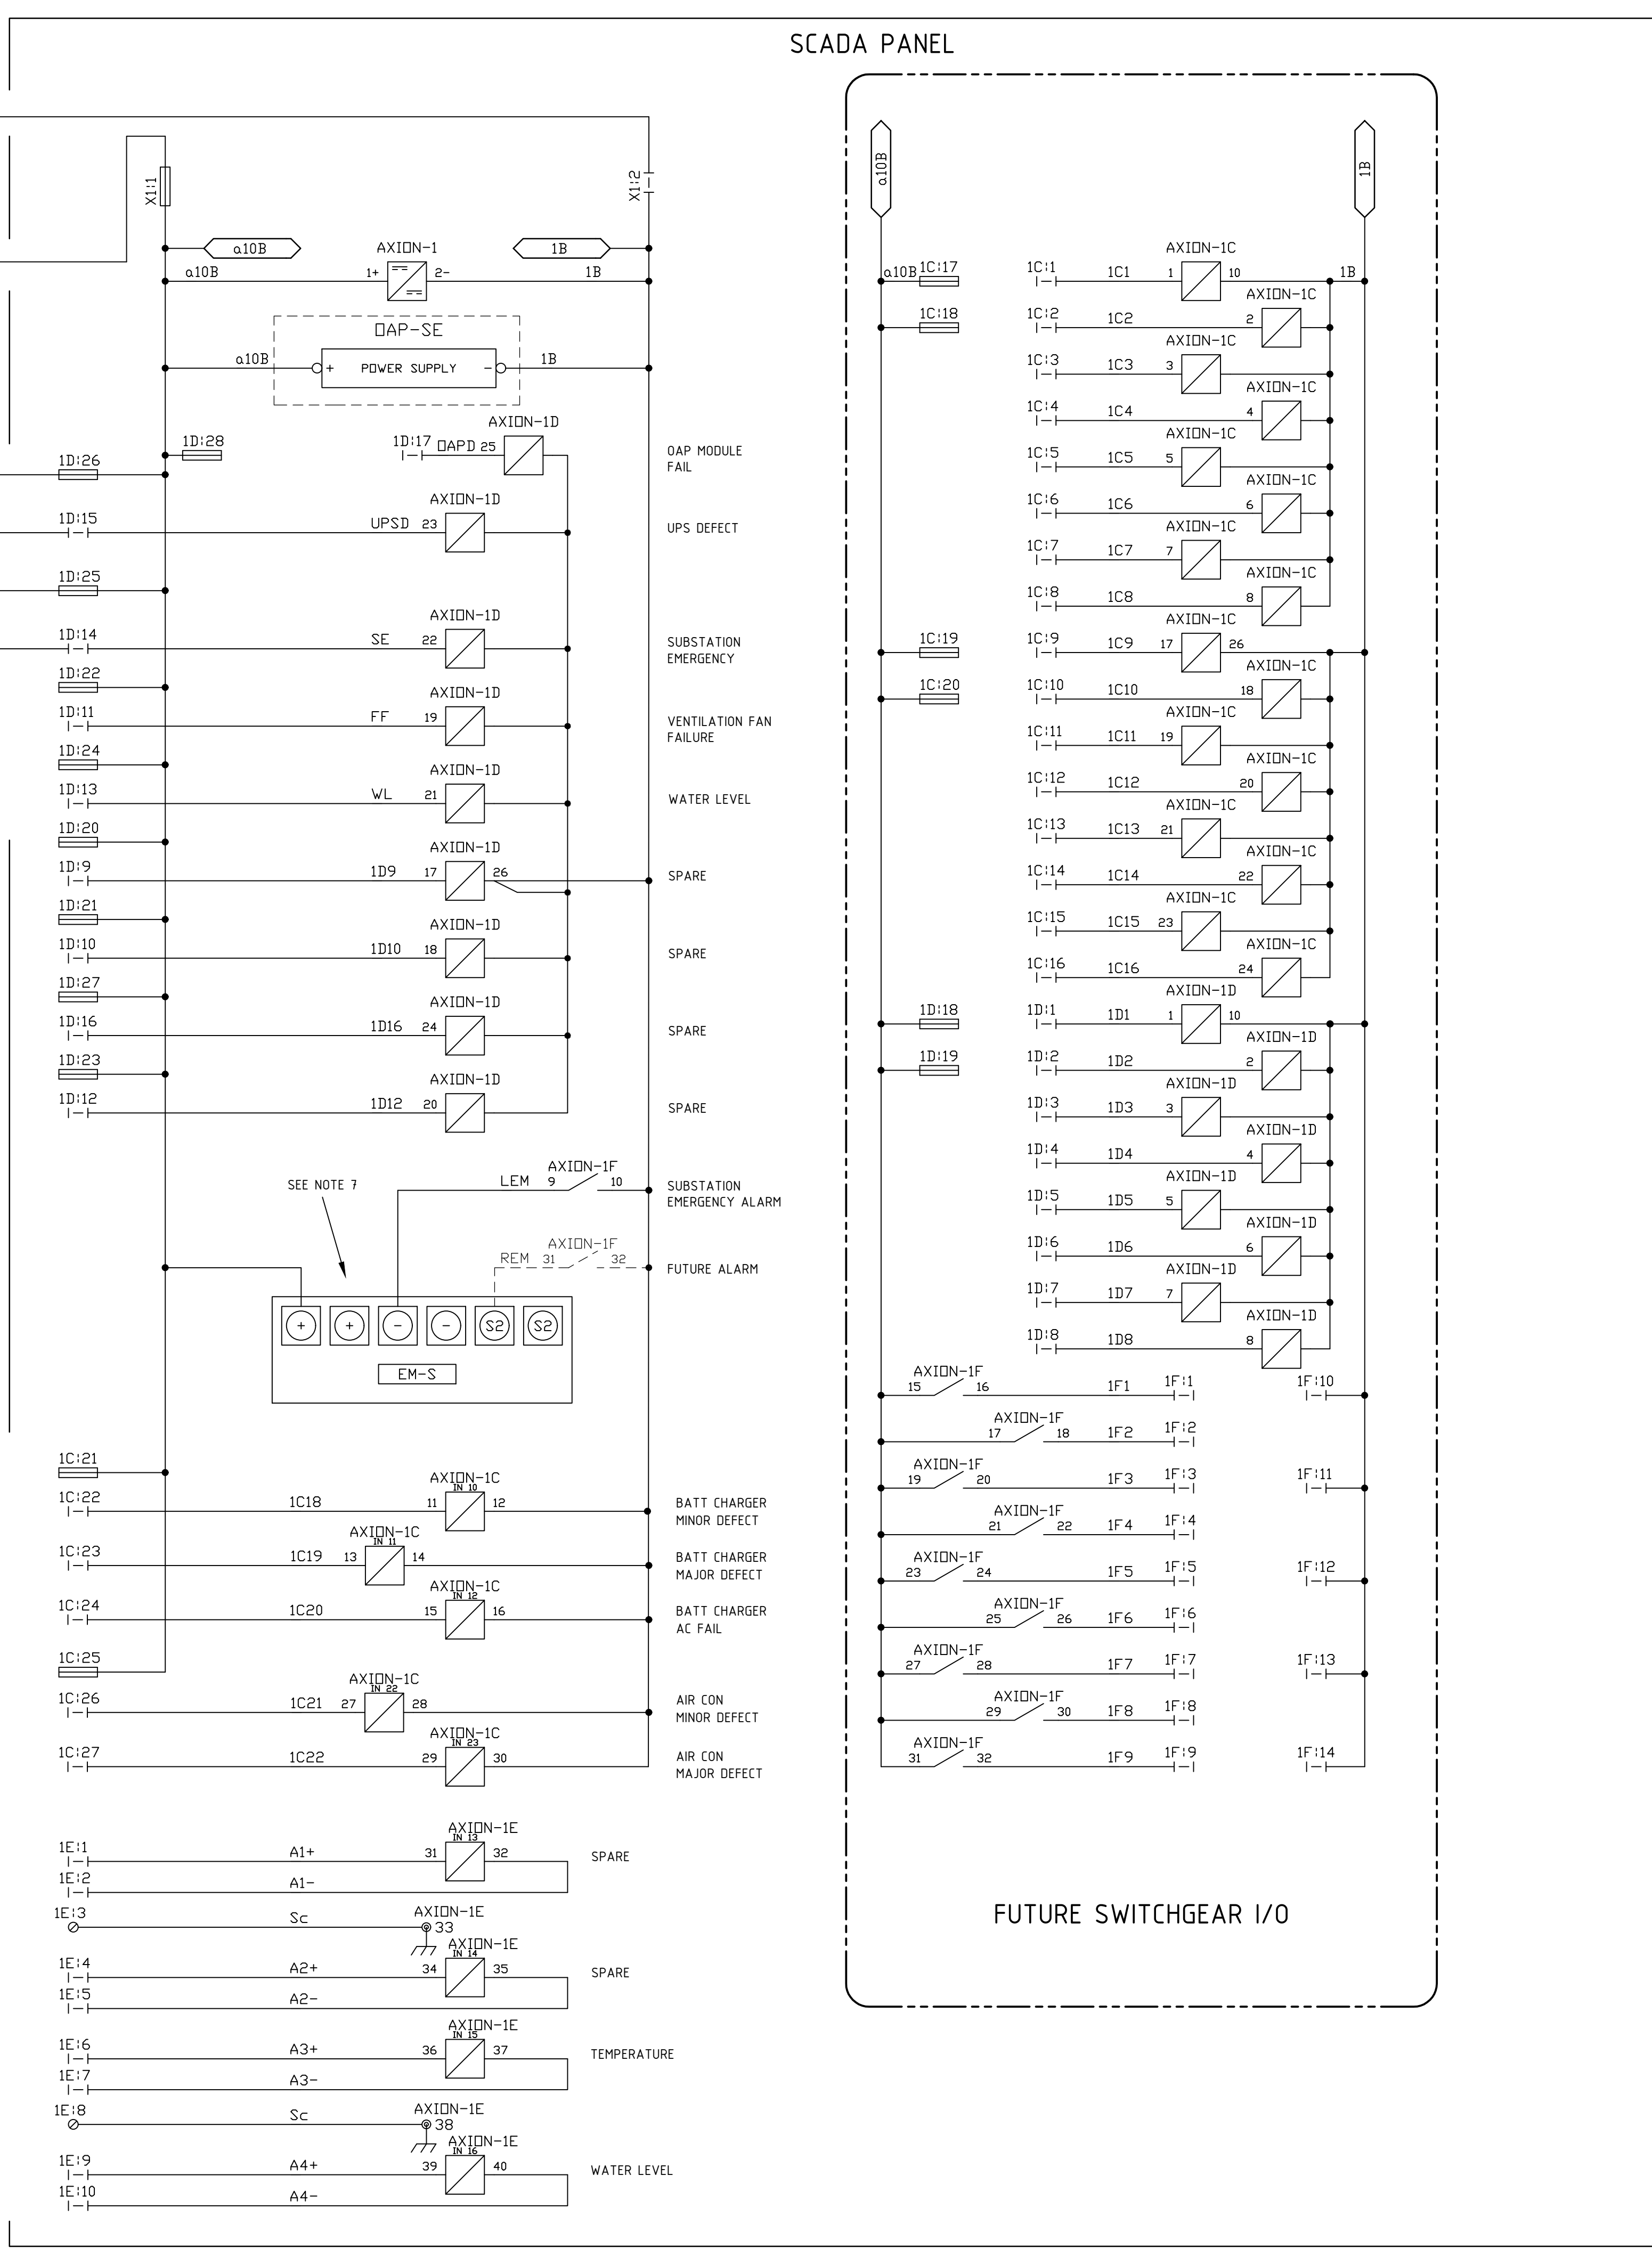 SCADA PANEL
X1:1
X1:2
a10B
1B
AXION-1
a10B 1+ 2- 1B
OAP-SE
a10B + POWER SUPPLY - 1B
AXION-1D
1D:28 1D:17 OAPD 25
OAP MODULE
FAIL
1D:26
AXION-1D
1D:15 UPSD 23 UPS DEFECT
1D:25
AXION-1D
1D:14 SE 22
SUBSTATION
EMERGENCY
1D:22
AXION-1D
1D:11 FF 19
VENTILATION FAN
FAILURE
1D:24
AXION-1D
1D:13 WL 21 WATER LEVEL
1D:20
AXION-1D
1D:9 1D9 17 26 SPARE
1D:21
AXION-1D
1D:10 1D10 18 SPARE
1D:27
AXION-1D
1D:16 1D16 24 SPARE
1D:23
AXION-1D
1D:12 1D12 20 SPARE
AXION-1F
LEM 9 10
SUBSTATION
EMERGENCY ALARM
SEE NOTE 7
AXION-1F
REM 31 32 FUTURE ALARM
+ + - - S2 S2
EM-S
1C:21
AXION-1C
IN 10
1C:22 1C18 11 12
BATT CHARGER
MINOR DEFECT
AXION-1C
IN 11
1C:23 1C19 13 14
BATT CHARGER
MAJOR DEFECT
AXION-1C
IN 12
1C:24 1C20 15 16
BATT CHARGER
AC FAIL
1C:25
AXION-1C
IN 22
1C:26 1C21 27 28
AIR CON
MINOR DEFECT
AXION-1C
IN 23
1C:27 1C22 29 30
AIR CON
MAJOR DEFECT
AXION-1E
IN 13
1E:1 A1+ 31 32 SPARE
1E:2 A1-
1E:3 Sc AXION-1E 33
AXION-1E
IN 14
1E:4 A2+ 34 35 SPARE
1E:5 A2-
AXION-1E
IN 15
1E:6 A3+ 36 37 TEMPERATURE
1E:7 A3-
1E:8 Sc AXION-1E 38
AXION-1E
IN 16
1E:9 A4+ 39 40 WATER LEVEL
1E:10 A4-
a10B
1B
AXION-1C
a10B 1C:17 1C:1 1C1 1 10 1B
AXION-1C
1C:18 1C:2 1C2 2
AXION-1C
1C:3 1C3 3
AXION-1C
1C:4 1C4 4
AXION-1C
1C:5 1C5 5
AXION-1C
1C:6 1C6 6
AXION-1C
1C:7 1C7 7
AXION-1C
1C:8 1C8 8
AXION-1C
1C:19 1C:9 1C9 17 26
AXION-1C
1C:20 1C:10 1C10 18
AXION-1C
1C:11 1C11 19
AXION-1C
1C:12 1C12 20
AXION-1C
1C:13 1C13 21
AXION-1C
1C:14 1C14 22
AXION-1C
1C:15 1C15 23
AXION-1C
1C:16 1C16 24
AXION-1D
1D:18 1D:1 1D1 1 10
AXION-1D
1D:19 1D:2 1D2 2
AXION-1D
1D:3 1D3 3
AXION-1D
1D:4 1D4 4
AXION-1D
1D:5 1D5 5
AXION-1D
1D:6 1D6 6
AXION-1D
1D:7 1D7 7
AXION-1D
1D:8 1D8 8
AXION-1F
15 16 1F1 1F:1 1F:10
AXION-1F
17 18 1F2 1F:2
AXION-1F
19 20 1F3 1F:3 1F:11
AXION-1F
21 22 1F4 1F:4
AXION-1F
23 24 1F5 1F:5 1F:12
AXION-1F
25 26 1F6 1F:6
AXION-1F
27 28 1F7 1F:7 1F:13
AXION-1F
29 30 1F8 1F:8
AXION-1F
31 32 1F9 1F:9 1F:14
FUTURE SWITCHGEAR I/O